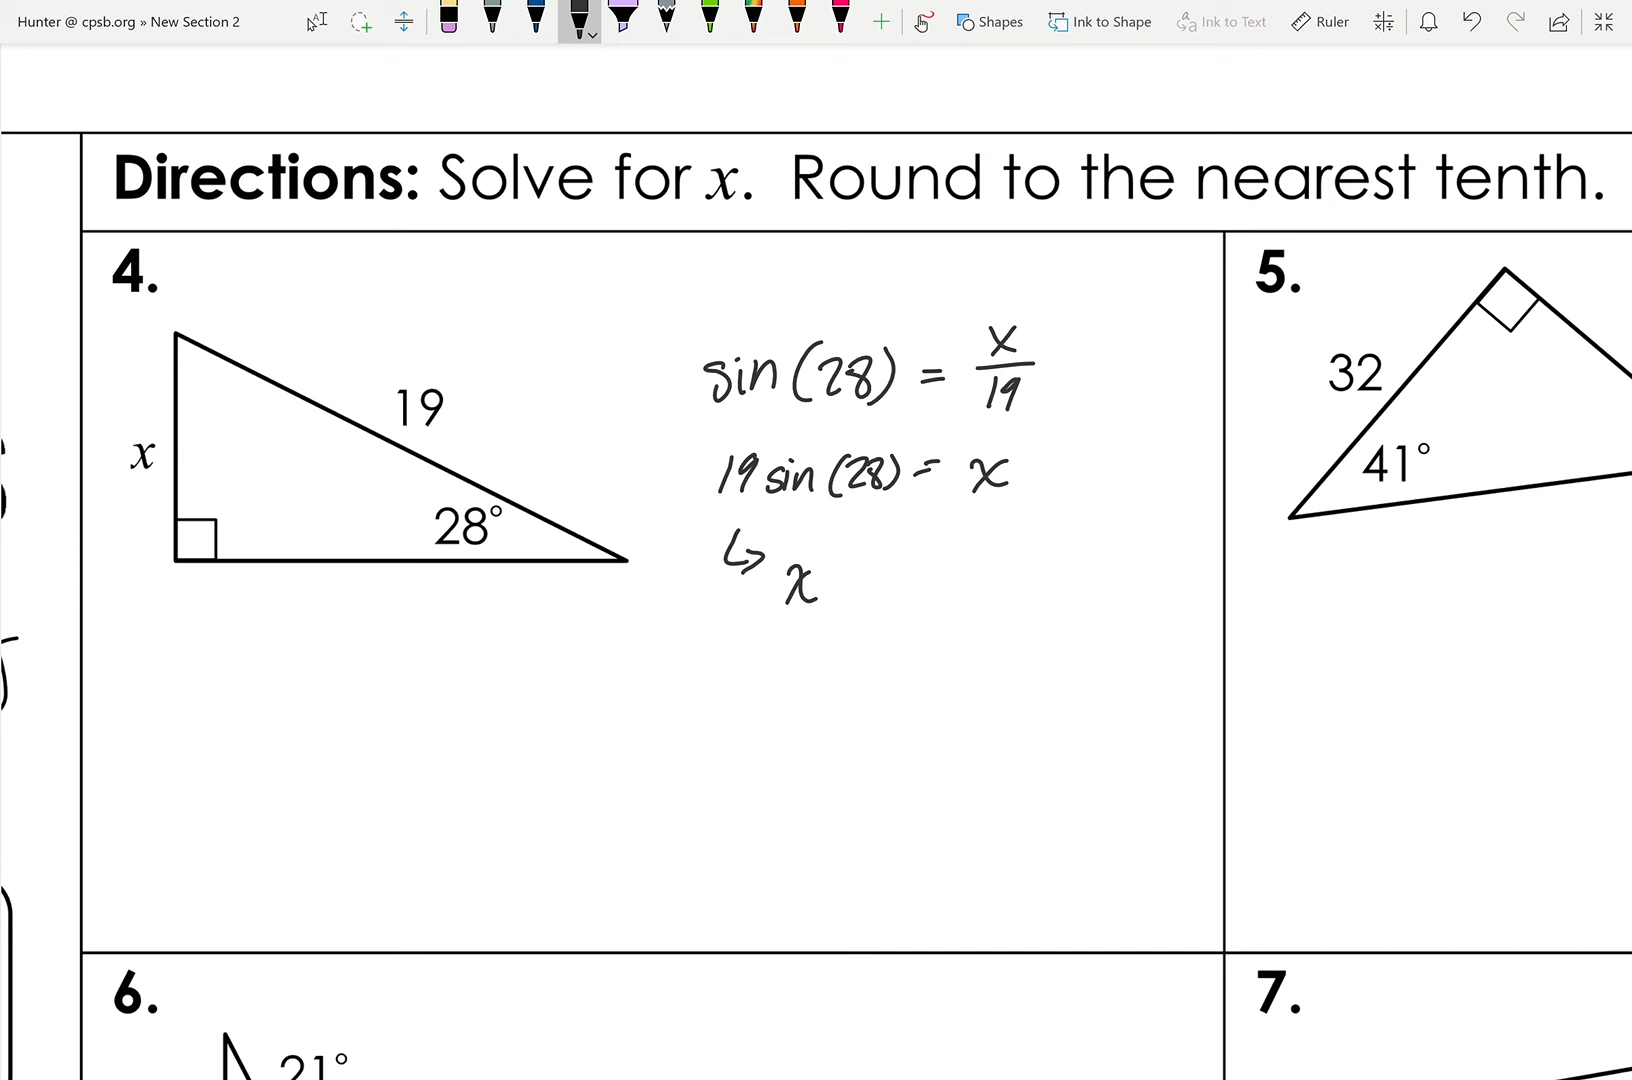 Hunter @ cpsb.org » New Section 2
Shapes
Ink to Shape
Ink to Text
Ruler
Directions: Solve for x. Round to the nearest tenth.
4.
x
19
28°
sin(28) = x/19
19 sin(28) = x
↳ x
5.
32
41°
6.
21°
7.